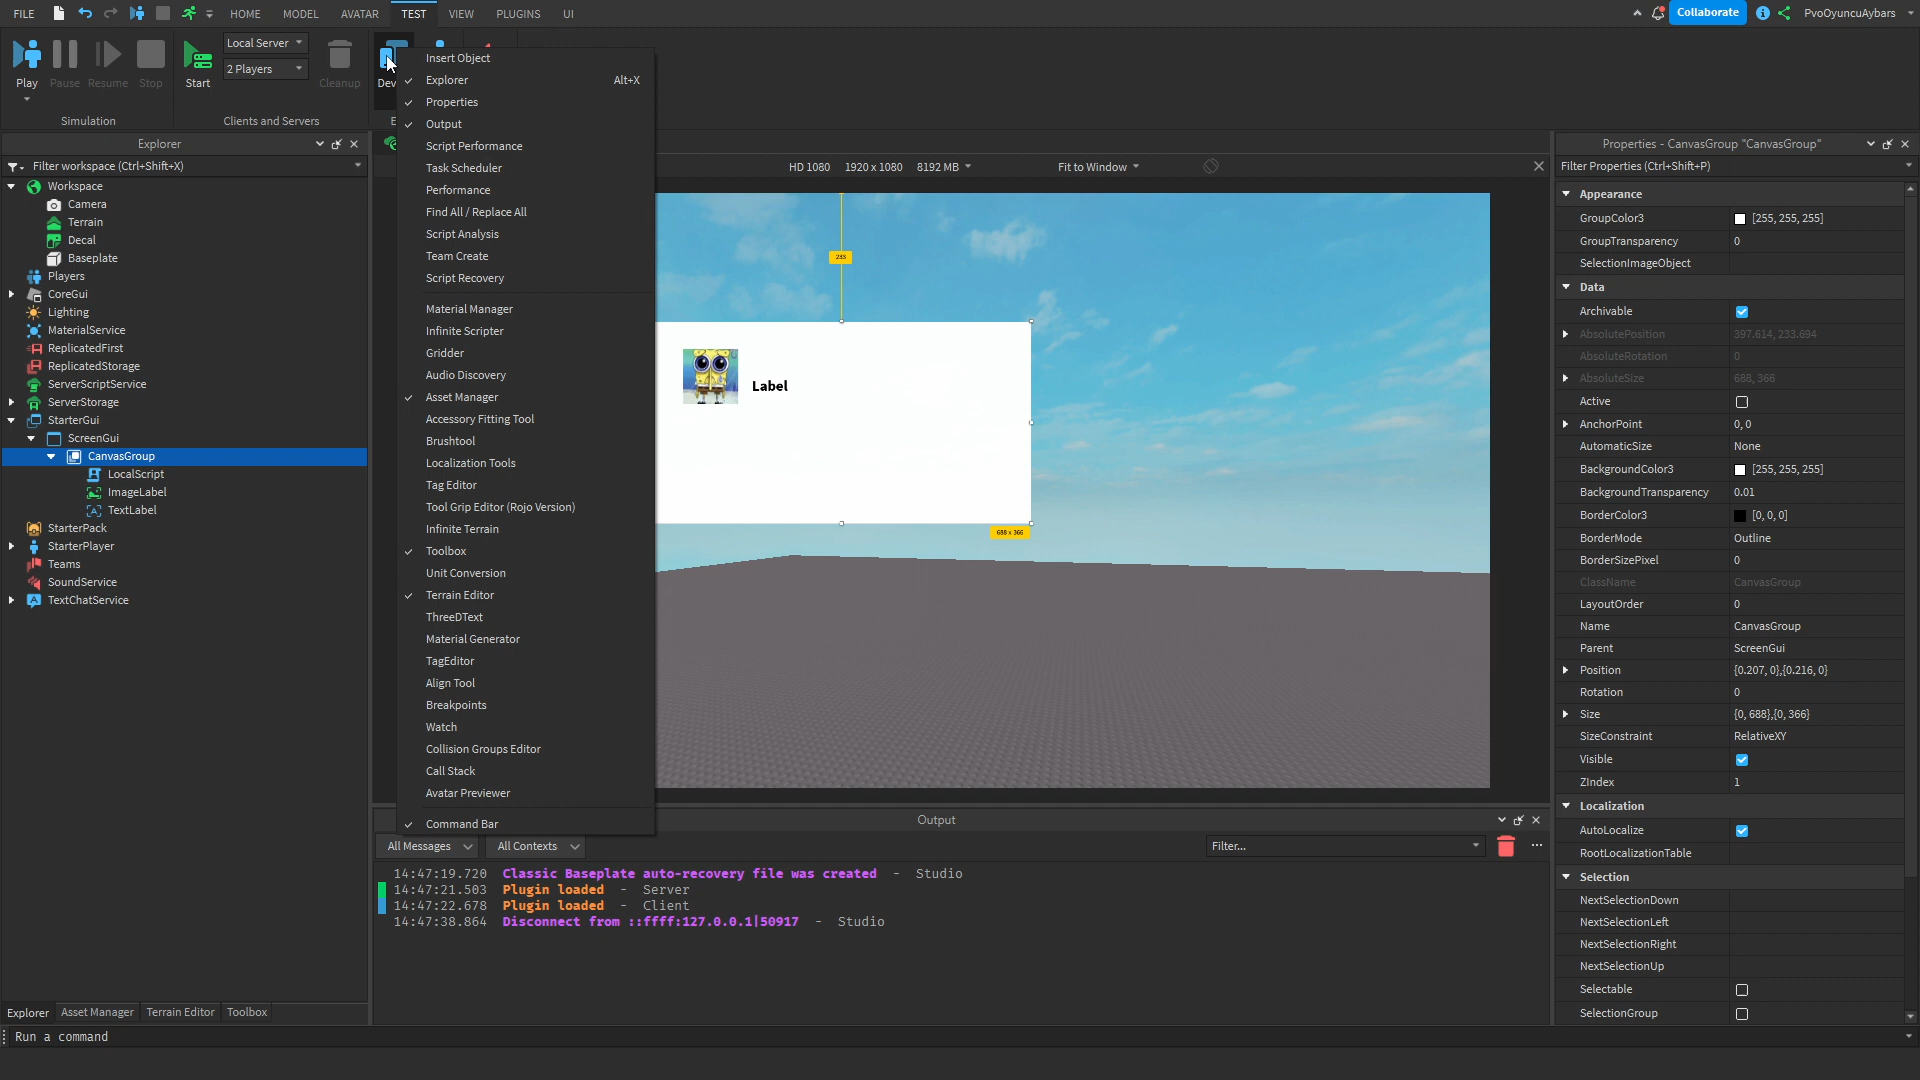 FILE HOME MODEL AVATAR TEST VIEW PLUGINS UI Collaborate PvoOyuncuAybars
Play Pause Resume Stop
Simulation
Start Local Server
2 Players
Cleanup
Clients and Servers
Insert Object
Explorer Alt+X
Properties
Output
Script Performance
Task Scheduler
Performance
Find All / Replace All
Script Analysis
Team Create
Script Recovery
Material Manager
Infinite Scripter
Gridder
Audio Discovery
Asset Manager
Accessory Fitting Tool
Brushtool
Localization Tools
Tag Editor
Tool Grip Editor (Rojo Version)
Infinite Terrain
Toolbox
Unit Conversion
Terrain Editor
ThreeDText
Material Generator
TagEditor
Align Tool
Breakpoints
Watch
Collision Groups Editor
Call Stack
Avatar Previewer
Command Bar
Explorer
Filter workspace (Ctrl+Shift+X)
Workspace
Camera
Terrain
Decal
Baseplate
Players
CoreGui
Lighting
MaterialService
ReplicatedFirst
ReplicatedStorage
ServerScriptService
ServerStorage
StarterGui
ScreenGui
CanvasGroup
LocalScript
ImageLabel
TextLabel
StarterPack
StarterPlayer
Teams
SoundService
TextChatService
Explorer Asset Manager Terrain Editor Toolbox
HD 1080 1920 x 1080 8192 MB Fit to Window
233
Label
688 x 366
Output
All Messages All Contexts Filter...
14:47:19.720 Classic Baseplate auto-recovery file was created - Studio
14:47:21.503 Plugin loaded - Server
14:47:22.678 Plugin loaded - Client
14:47:38.864 Disconnect from ::ffff:127.0.0.1|50917 - Studio
Properties - CanvasGroup "CanvasGroup"
Filter Properties (Ctrl+Shift+P)
Appearance
GroupColor3 [255, 255, 255]
GroupTransparency 0
SelectionImageObject
Data
Archivable
AbsolutePosition 397.614, 233.694
AbsoluteRotation 0
AbsoluteSize 688, 366
Active
AnchorPoint 0, 0
AutomaticSize None
BackgroundColor3 [255, 255, 255]
BackgroundTransparency 0.01
BorderColor3 [0, 0, 0]
BorderMode Outline
BorderSizePixel 0
ClassName CanvasGroup
LayoutOrder 0
Name CanvasGroup
Parent ScreenGui
Position {0.207, 0},{0.216, 0}
Rotation 0
Size {0, 688},{0, 366}
SizeConstraint RelativeXY
Visible
ZIndex 1
Localization
AutoLocalize
RootLocalizationTable
Selection
NextSelectionDown
NextSelectionLeft
NextSelectionRight
NextSelectionUp
Selectable
SelectionGroup
Run a command